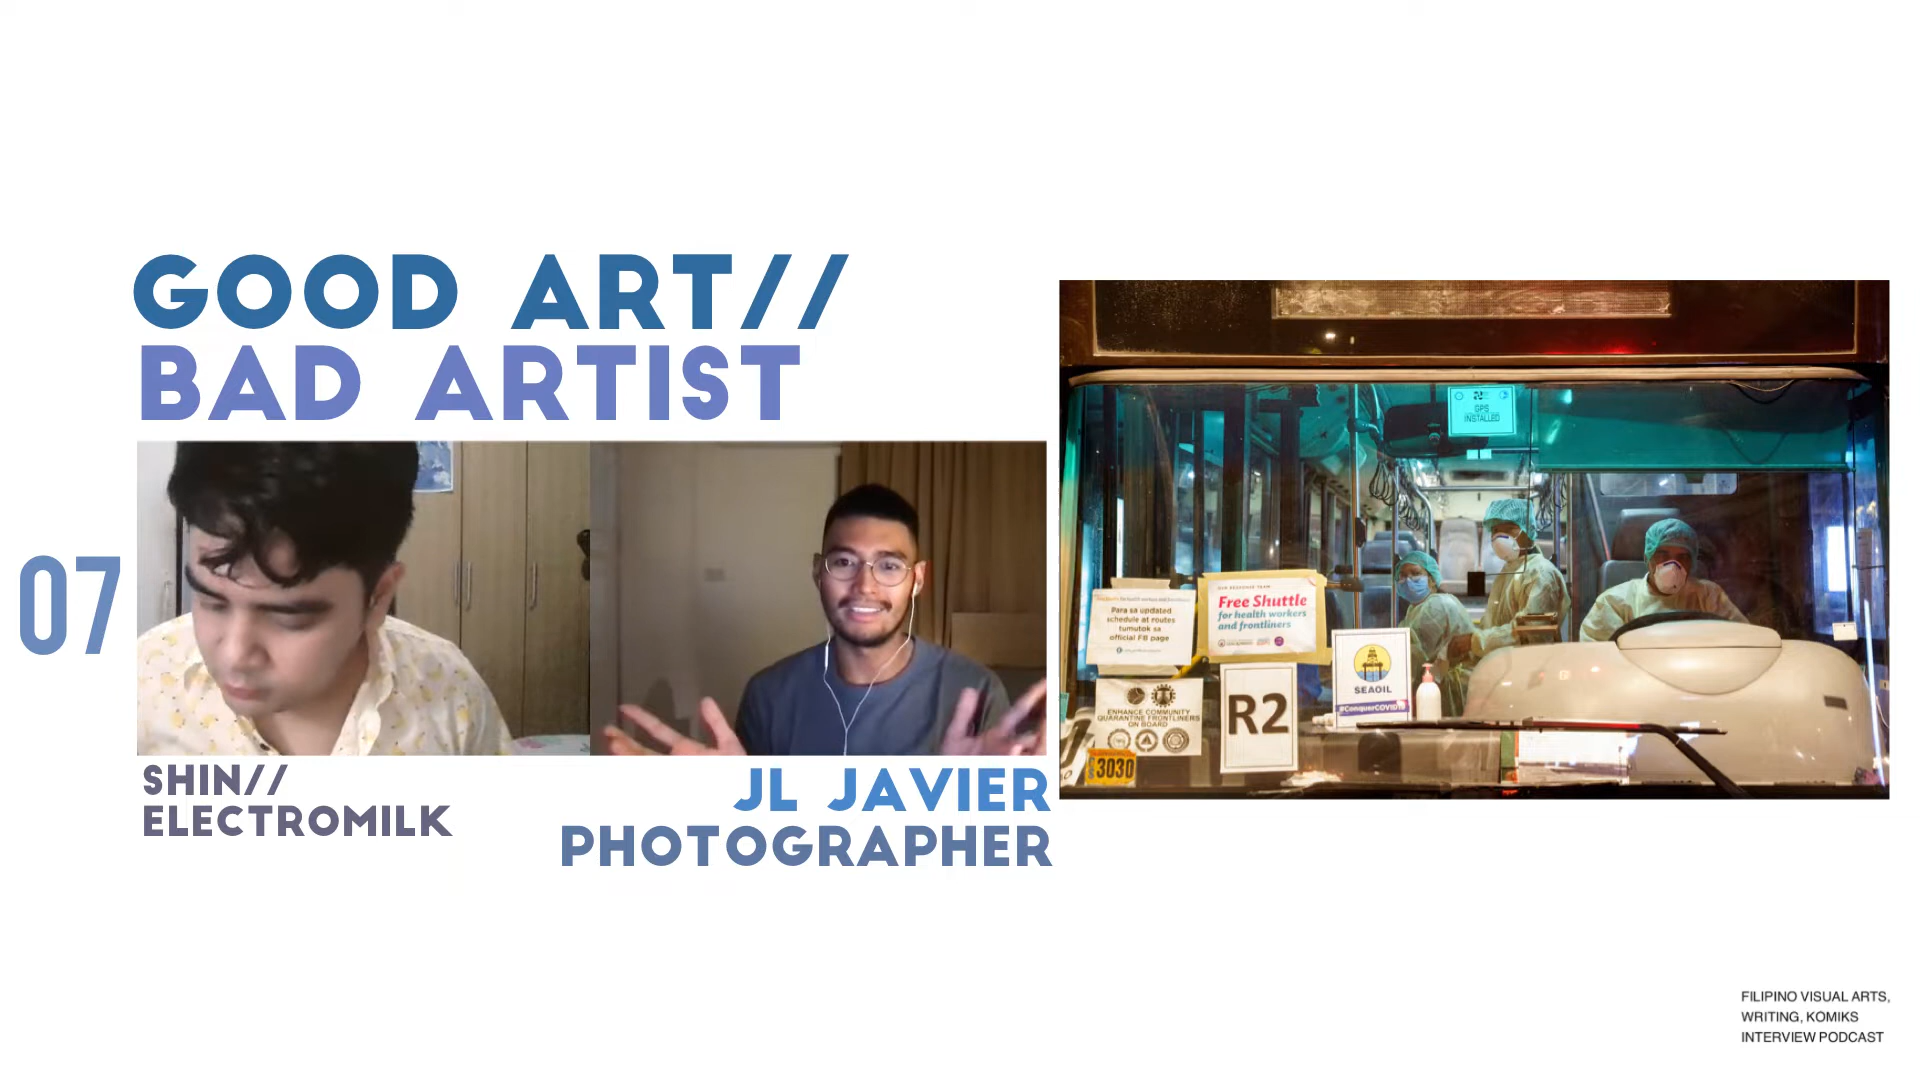 GOOD ART//
BAD ARTIST
07
SHIN//
ELECTROMILK
JL JAVIER
PHOTOGRAPHER
GPS
INSTALLED
Para sa updated
schedule at routes
tumutok sa
official FB page
Free Shuttle
for health workers
and frontliners
SEAOIL
#ConquerCOVID19
ENHANCE COMMUNITY
QUARANTINE FRONTLINERS
ON BOARD
R2
3030
FILIPINO VISUAL ARTS,
WRITING, KOMIKS
INTERVIEW PODCAST